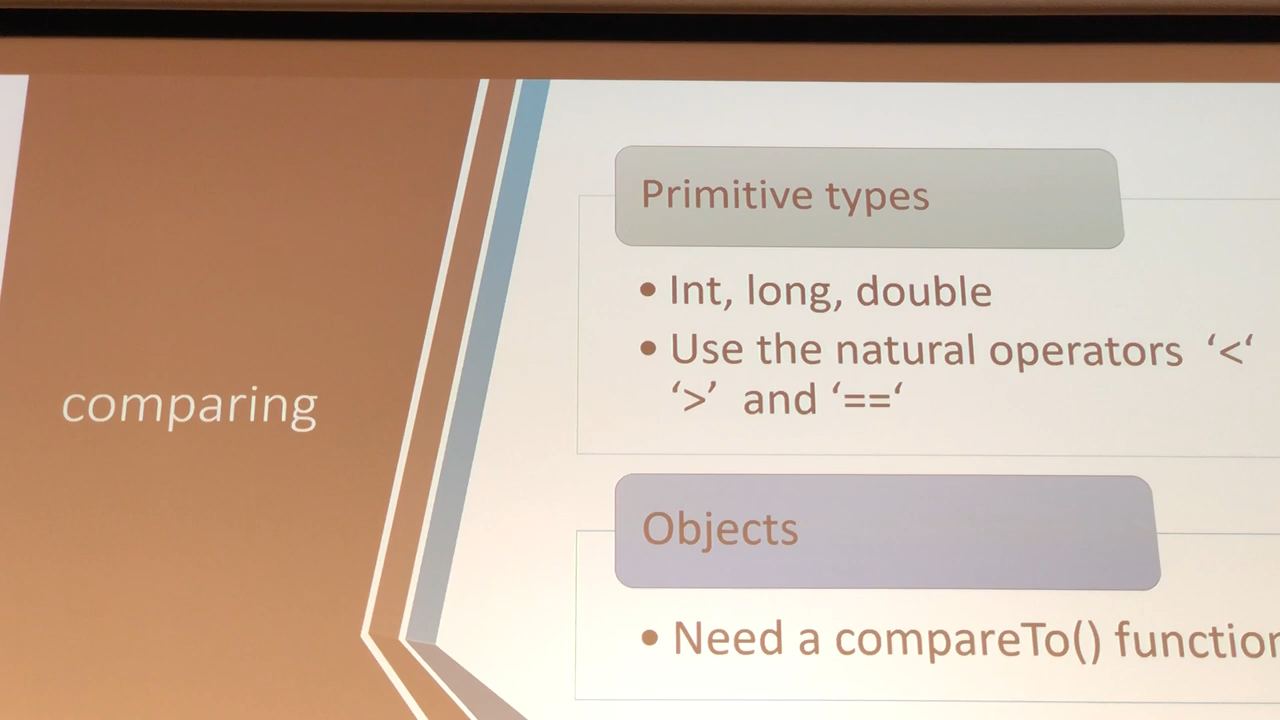 comparing
Primitive types
• Int, long, double
• Use the natural operators ‘<‘
‘>’ and ‘==‘
Objects
• Need a compareTo() function